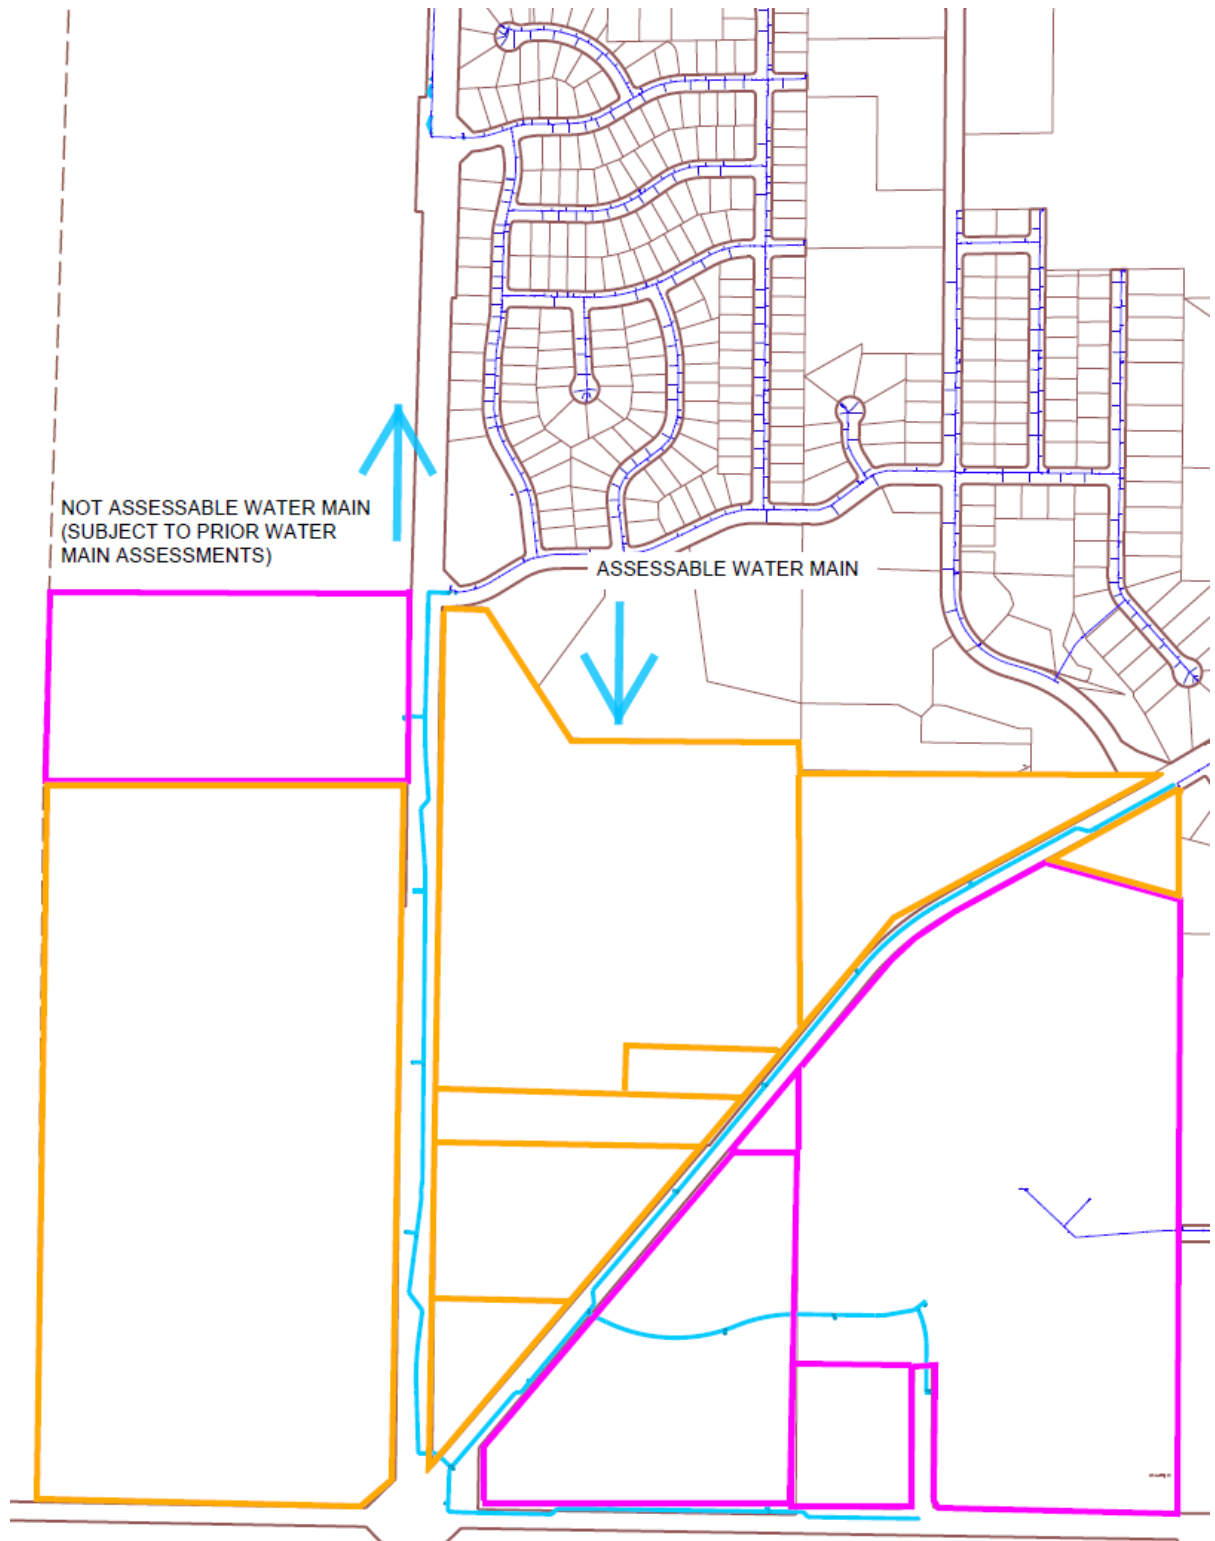 NOT ASSESSABLE WATER MAIN
(SUBJECT TO PRIOR WATER
MAIN ASSESSMENTS)
ASSESSABLE WATER MAIN